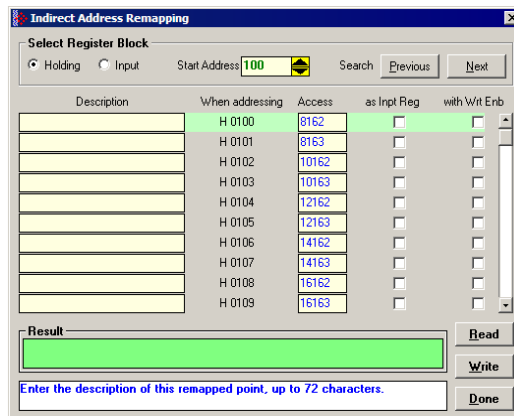 Indirect Address Remapping
Select Register Block
Holding Input Start Address 100 Search Previous Next
Description When addressing Access as Inpt Reg with Wrt Enb
H 0100 8162
H 0101 8163
H 0102 10162
H 0103 10163
H 0104 12162
H 0105 12163
H 0106 14162
H 0107 14163
H 0108 16162
H 0109 16163
Result
Read
Write
Enter the description of this remapped point, up to 72 characters.
Done